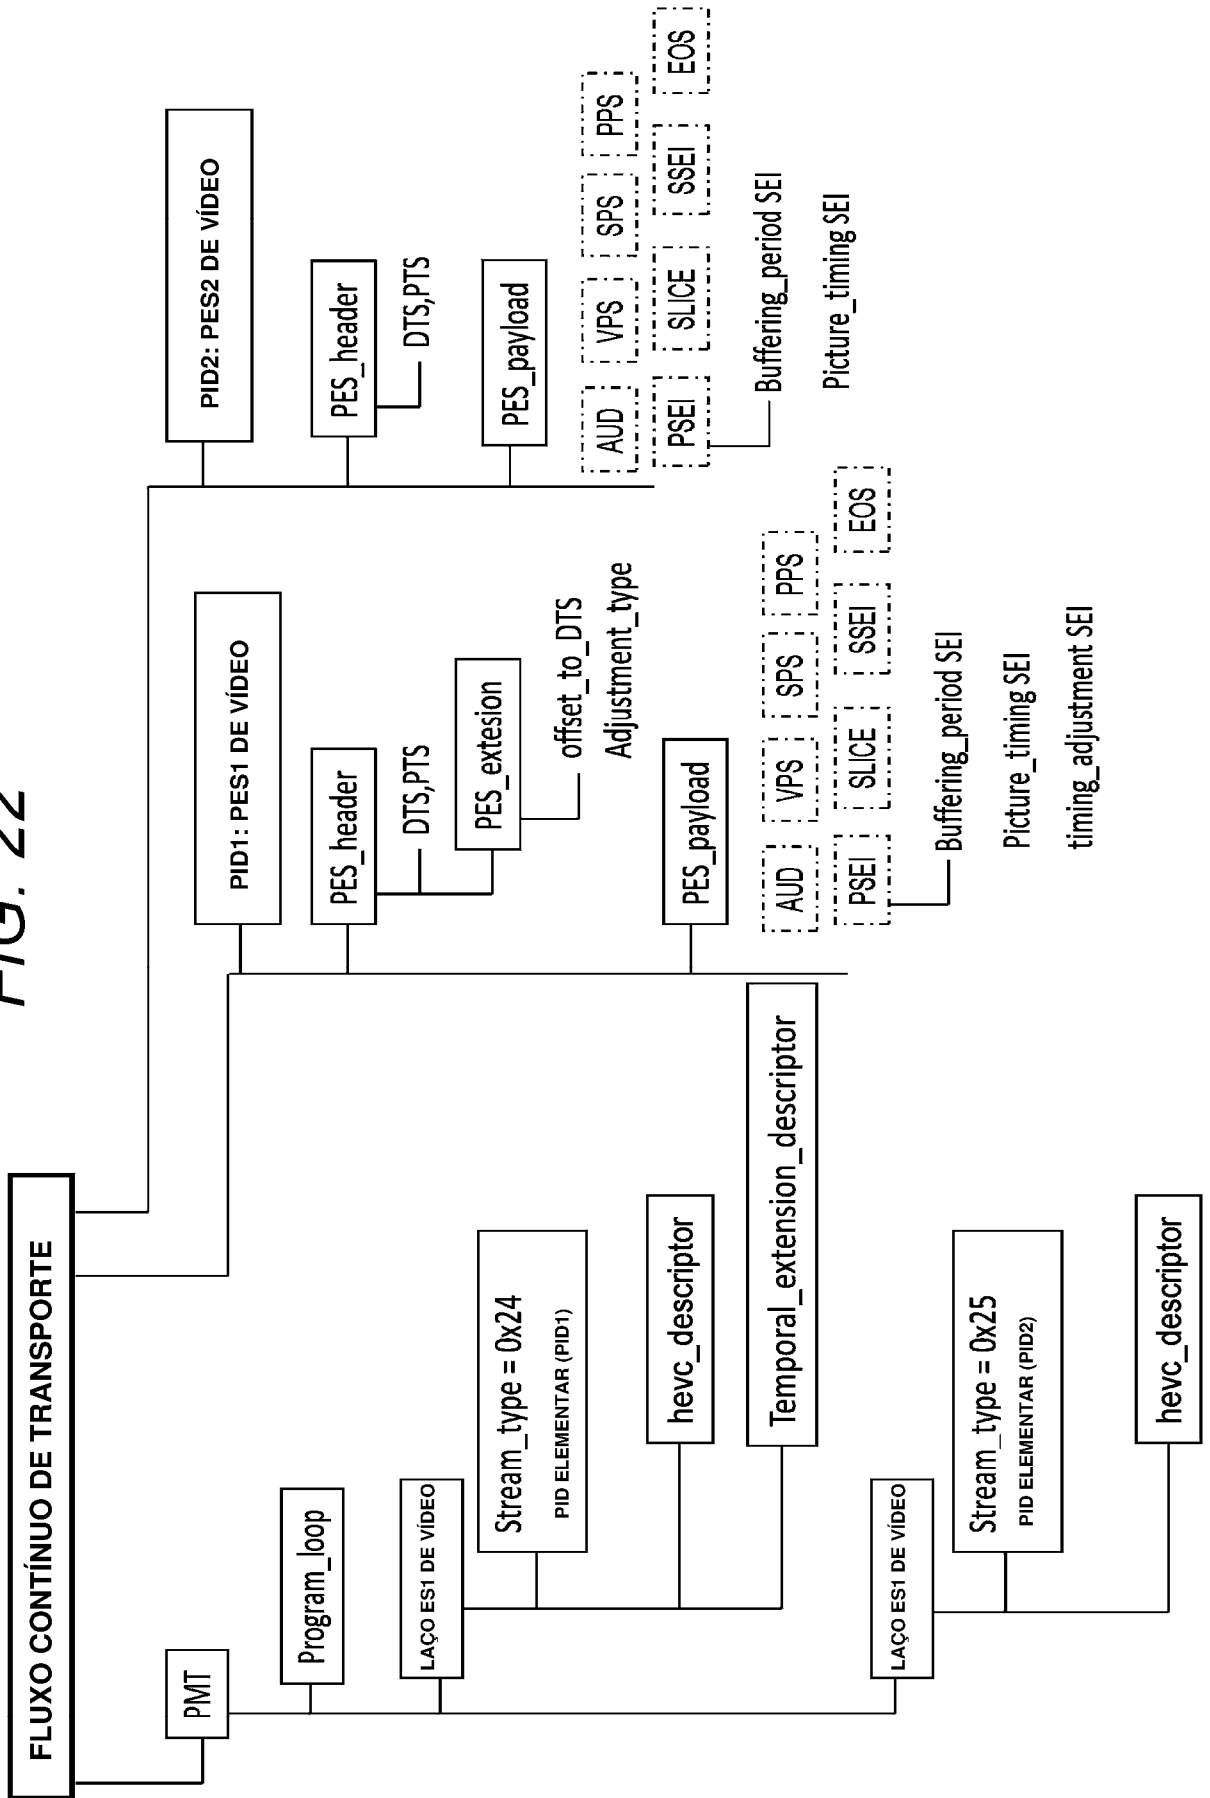 FIG. 22
FLUXO CONTÍNUO DE TRANSPORTE
PMT
Program_loop
LAÇO ES1 DE VÍDEO
Stream_type = 0x24
PID ELEMENTAR (PID1)
hevc_descriptor
Temporal_extension_descriptor
LAÇO ES1 DE VÍDEO
Stream_type = 0x25
PID ELEMENTAR (PID2)
hevc_descriptor
PID1: PES1 DE VÍDEO
PES_header
DTS,PTS
PES_extesion
offset_to_DTS
Adjustment_type
PES_payload
AUD VPS SPS PPS
PSEI SLICE SSEI EOS
Buffering_period SEI
Picture_timing SEI
timing_adjustment SEI
PID2: PES2 DE VÍDEO
PES_header
DTS,PTS
PES_payload
AUD VPS SPS PPS
PSEI SLICE SSEI EOS
Buffering_period SEI
Picture_timing SEI